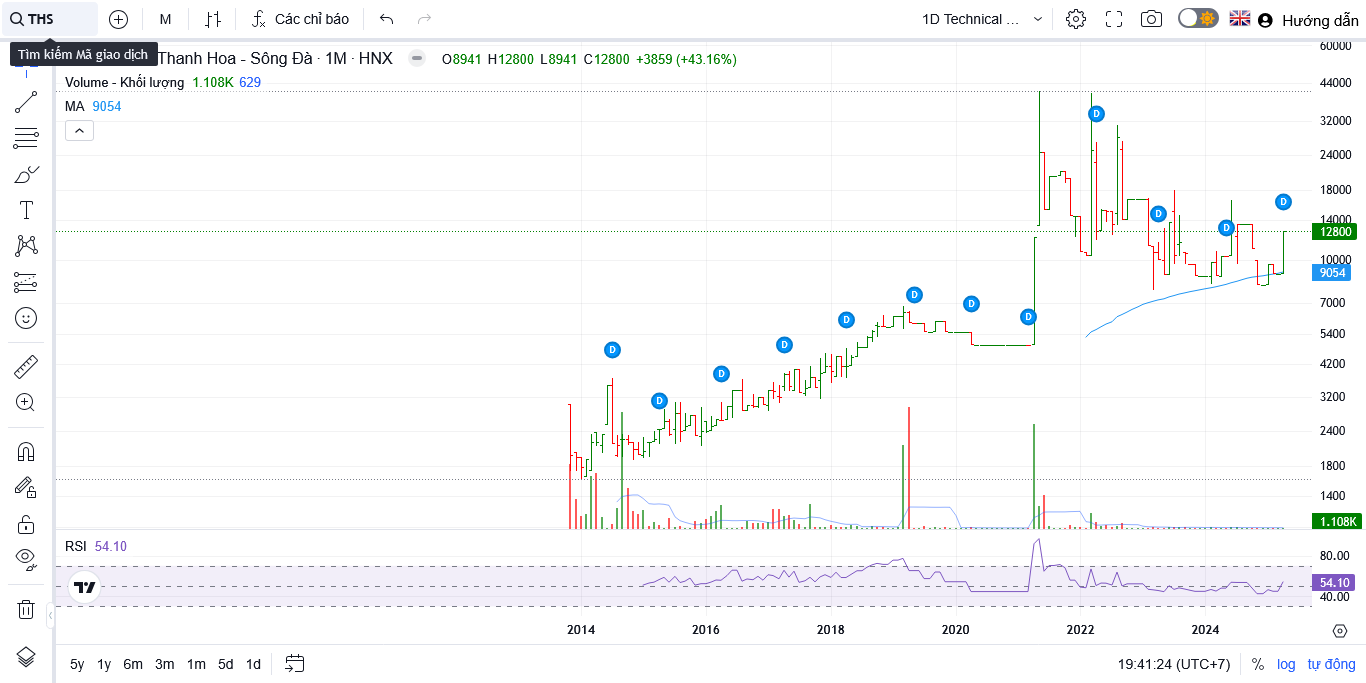 THS M Các chỉ báo 1D Technical ... Hướng dẫn
Tìm kiếm Mã giao dịch
Thanh Hoa - Sông Đà · 1M · HNX O8941 H12800 L8941 C12800 +3859 (+43.16%)
Volume - Khối lượng 1.108K 629
MA 9054
60000
44000
32000
24000
18000
14000
12800
10000
9054
7000
5400
4200
3200
2400
1800
1400
1.108K
D
D
D
D
D
D
D
D
D
D
D
D
RSI 54.10
80.00
54.10
40.00
2014 2016 2018 2020 2022 2024
5y 1y 6m 3m 1m 5d 1d 19:41:24 (UTC+7) % log tự động